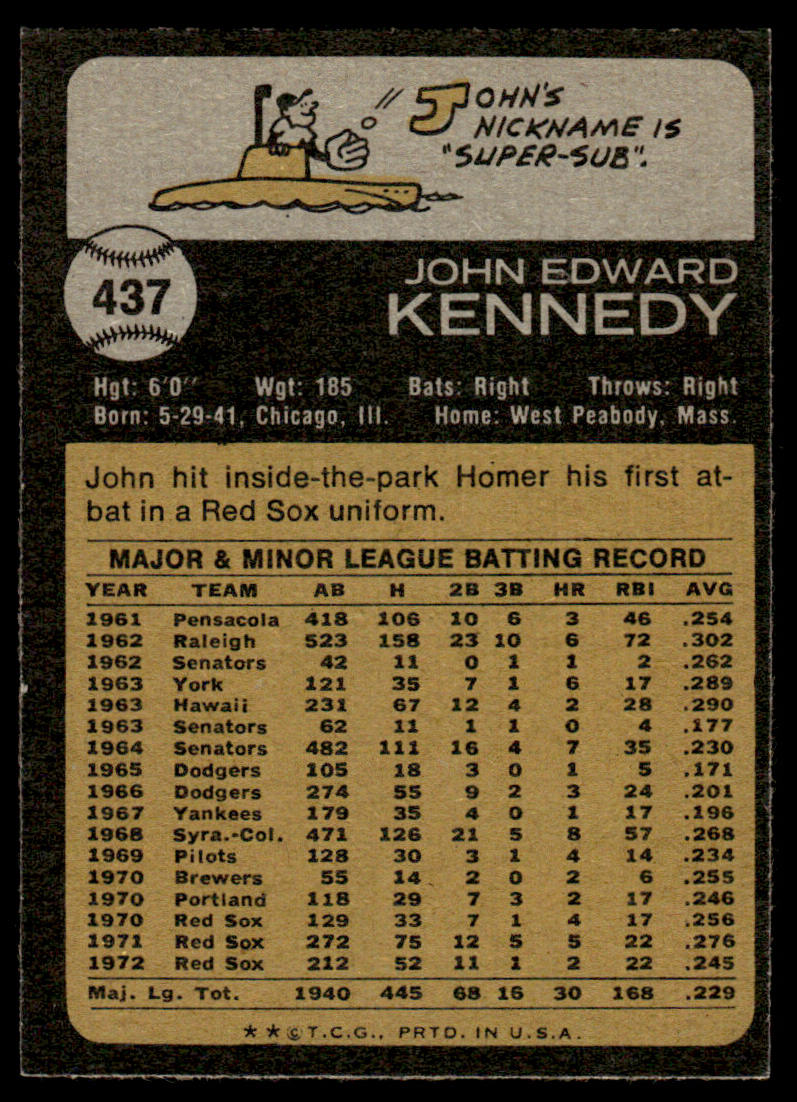 JOHN'S
NICKNAME IS
"SUPER-SUB".
437
JOHN EDWARD
KENNEDY
Hgt: 6'0" Wgt: 185 Bats: Right Throws: Right
Born: 5-29-41, Chicago, Ill. Home: West Peabody, Mass.
John hit inside-the-park Homer his first at-
bat in a Red Sox uniform.
MAJOR & MINOR LEAGUE BATTING RECORD
YEAR TEAM AB H 2B 3B HR RBI AVG
1961 Pensacola 418 106 10 6 3 46 .254
1962 Raleigh 523 158 23 10 6 72 .302
1962 Senators 42 11 0 1 1 2 .262
1963 York 121 35 7 1 6 17 .289
1963 Hawaii 231 67 12 4 2 28 .290
1963 Senators 62 11 1 1 0 4 .177
1964 Senators 482 111 16 4 7 35 .230
1965 Dodgers 105 18 3 0 1 5 .171
1966 Dodgers 274 55 9 2 3 24 .201
1967 Yankees 179 35 4 0 1 17 .196
1968 Syra.-Col. 471 126 21 5 8 57 .268
1969 Pilots 128 30 3 1 4 14 .234
1970 Brewers 55 14 2 0 2 6 .255
1970 Portland 118 29 7 3 2 17 .246
1970 Red Sox 129 33 7 1 4 17 .256
1971 Red Sox 272 75 12 5 5 22 .276
1972 Red Sox 212 52 11 1 2 22 .245
Maj. Lg. Tot. 1940 445 68 16 30 168 .229
* * © T.C.G., PRTD. IN U.S.A.